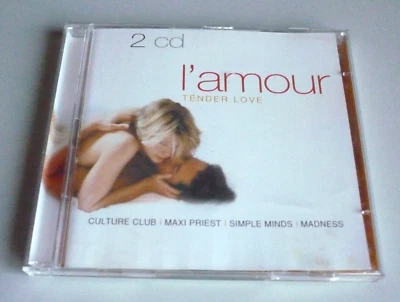 2 cd
l'amour
TENDER LOVE
CULTURE CLUB | MAXI PRIEST | SIMPLE MINDS | MADNESS